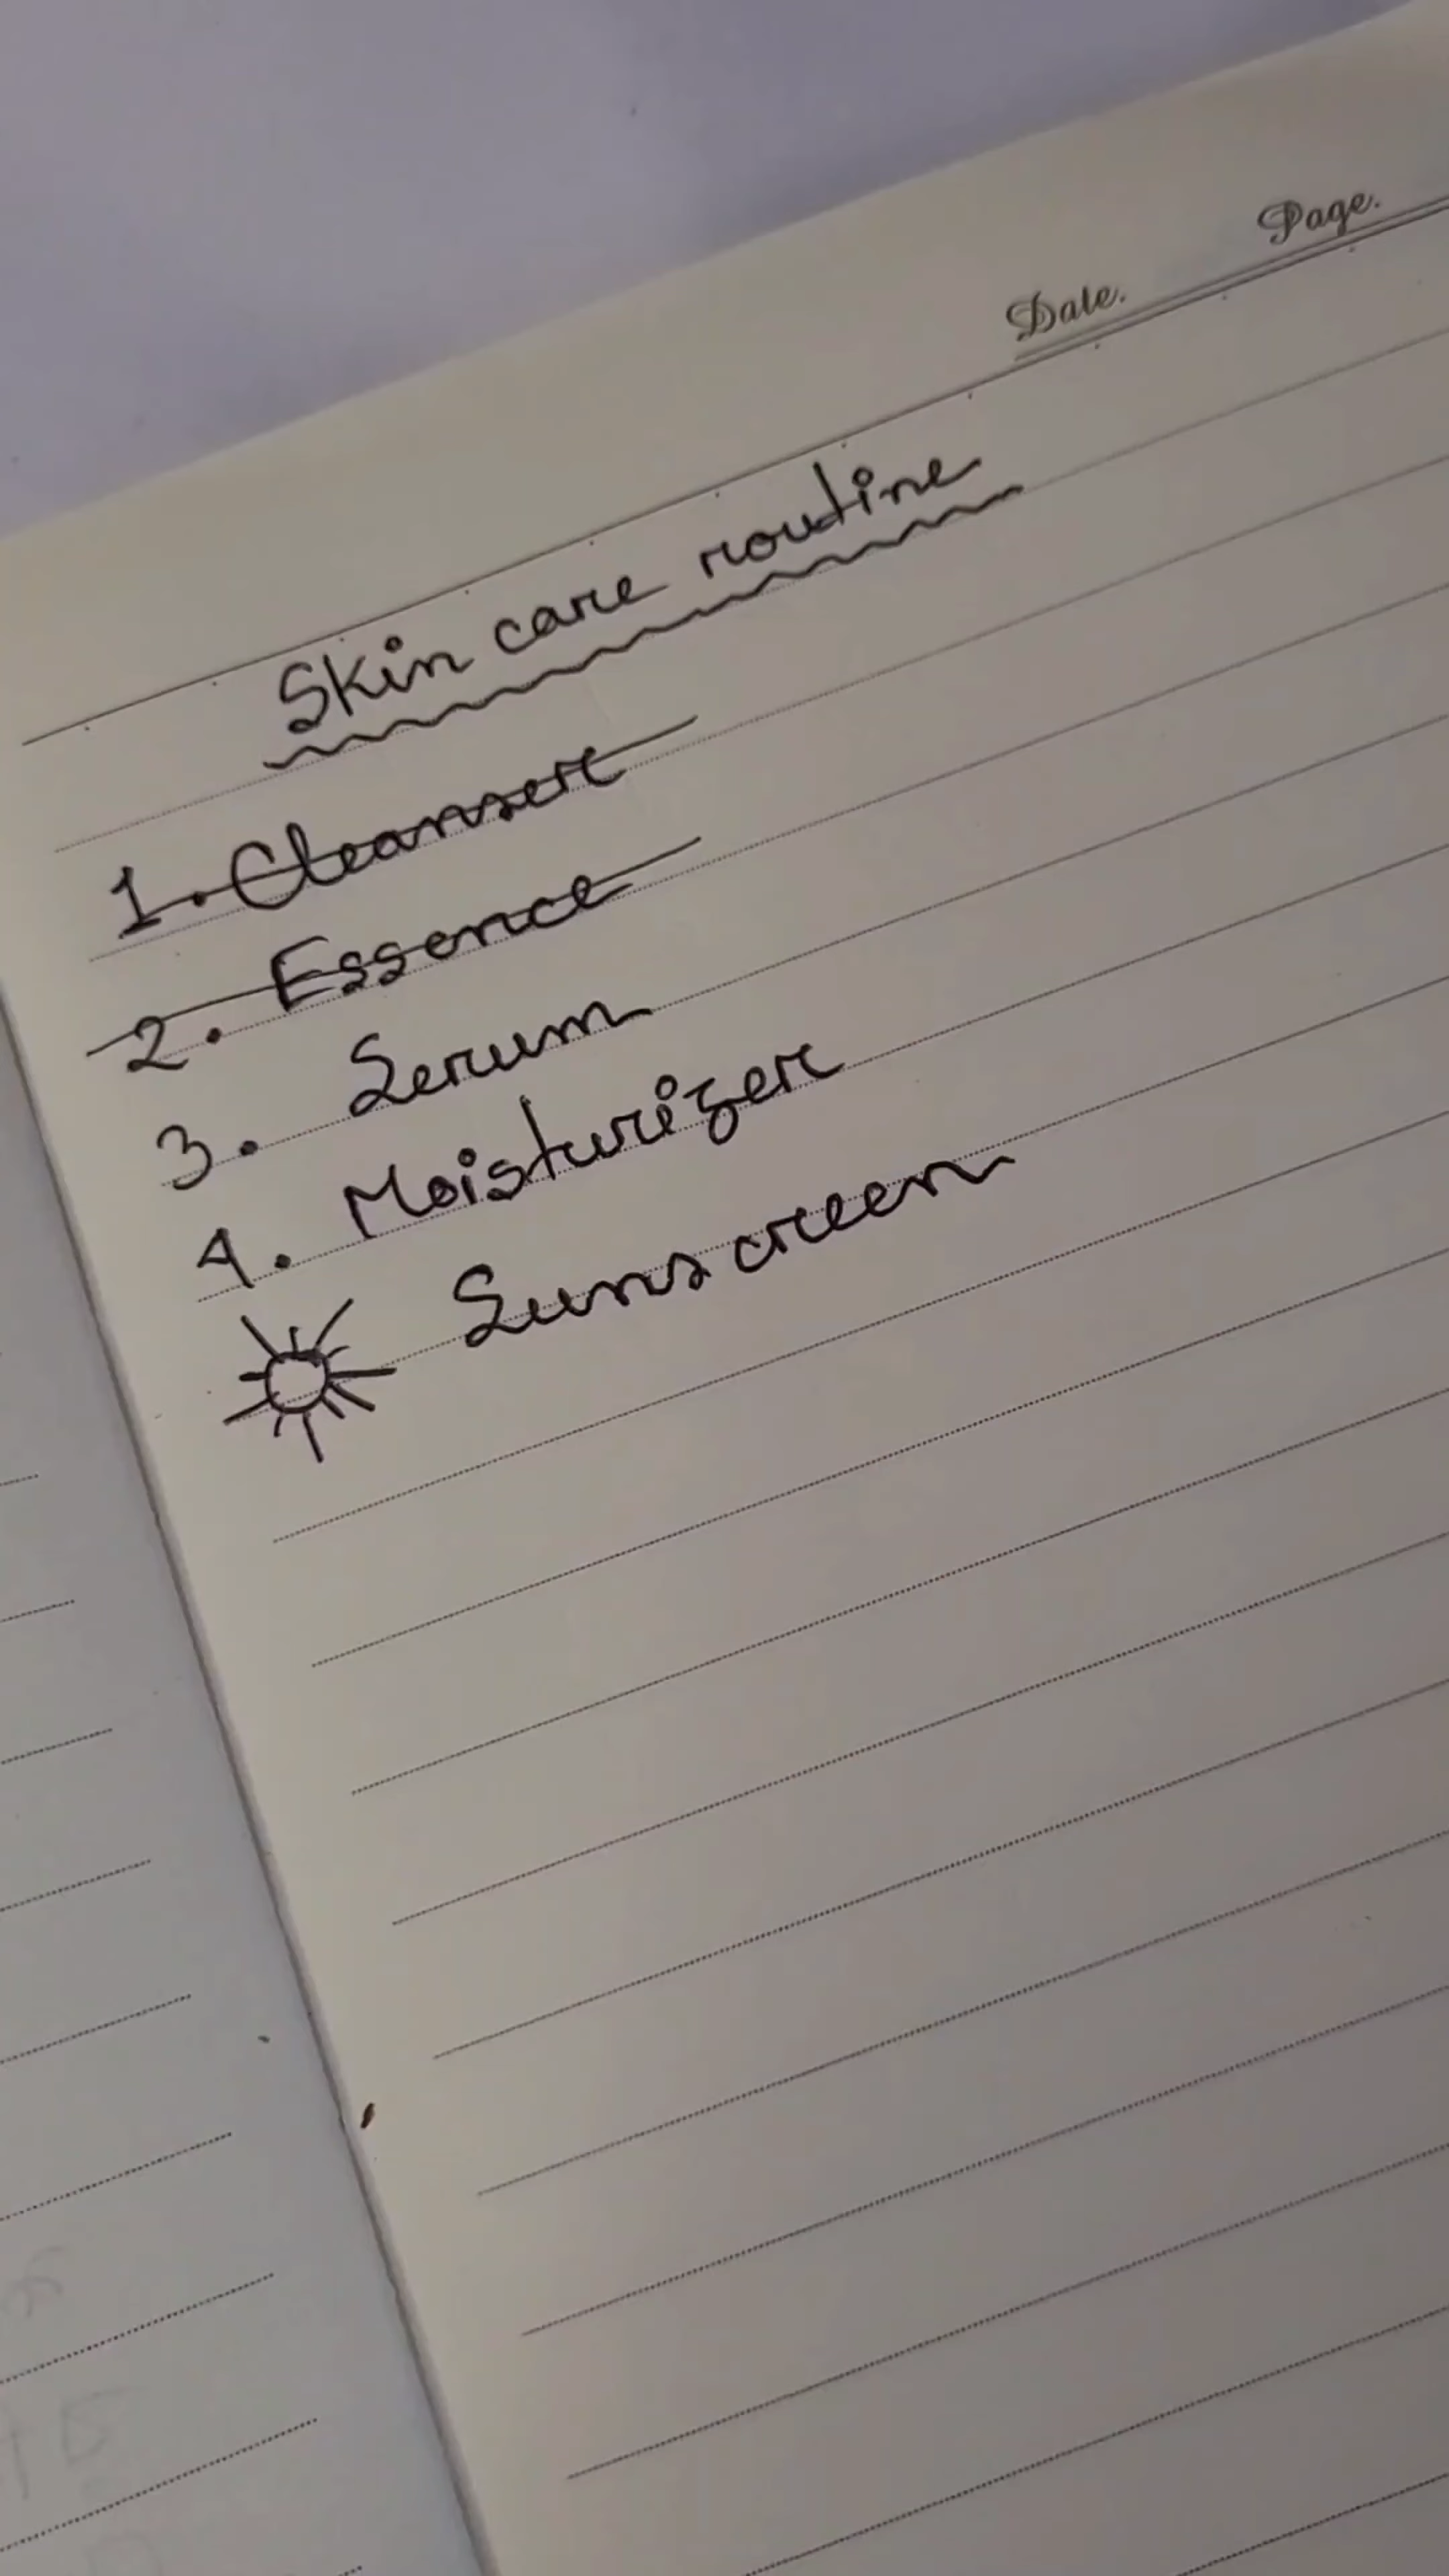 Page.
Date.
Skin care routine
1. Cleanser
2. Essence
3. Serum
4. Moisturizer
Sunscreen